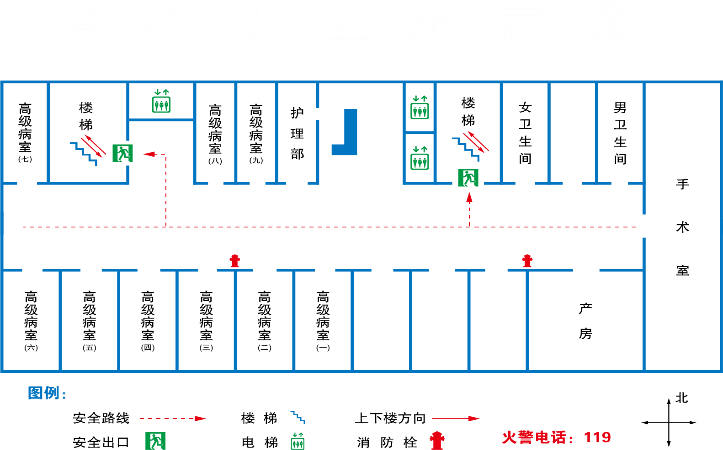 高级病室(七)
楼梯
高级病室(八)
高级病室(九)
护理部
楼梯
女卫生间
男卫生间
手术室
高级病室(六)
高级病室(五)
高级病室(四)
高级病室(三)
高级病室(二)
高级病室(一)
产房
图例：
安全路线
楼梯
上下楼方向
北
安全出口
电梯
消防栓
火警电话：119